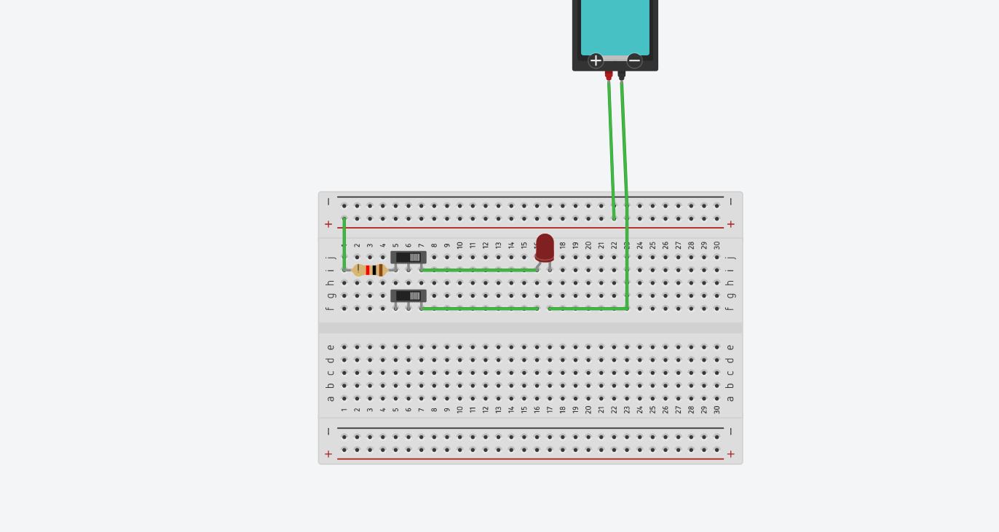 + −
− −
+ +
1 2 3 4 5 6 7 8 9 10 11 12 13 14 15 16 17 18 19 20 21 22 23 24 25 26 27 28 29 30
j j
i i
h h
g g
f f
e e
d d
c c
b b
a a
1 2 3 4 5 6 7 8 9 10 11 12 13 14 15 16 17 18 19 20 21 22 23 24 25 26 27 28 29 30
− −
+ +